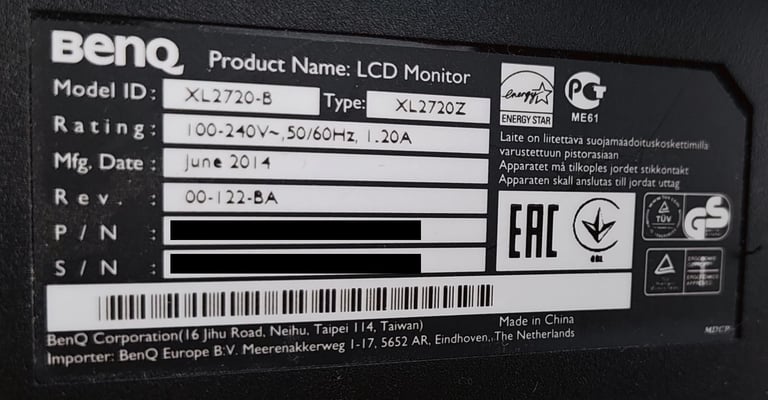 BenQ
Product Name: LCD Monitor
Model ID: XL2720-B Type: XL2720Z
Rating: 100-240V~,50/60Hz, 1.20A
Mfg. Date: June 2014
Rev. : 00-122-BA
P/N :
S/N :
energy
ENERGY STAR
PCT
ME61
Laite on liitettävä suojamaadoituskoskettimilla
varustettuun pistorasiaan
Apparatet må tilkoples jordet stikkontakt
Apparaten skall anslutas till jordat uttag
EAC
TÜV
GS
BenQ Corporation(16 Jihu Road, Neihu, Taipei 114, Taiwan)
Made in China
Importer: BenQ Europe B.V. Meerenakkerweg 1-17, 5652 AR, Eindhoven, The Netherlands
MDCP